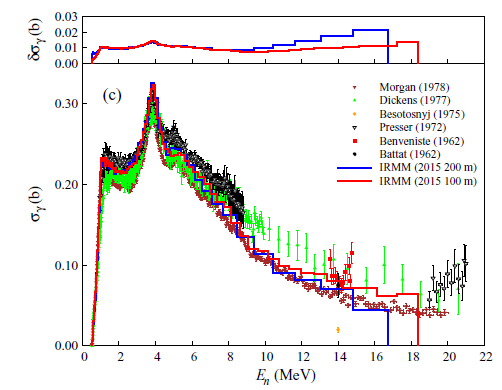 δσγ(b)
0.03
0.02
0.01
0.00
(c)
σγ(b)
0.30
0.20
0.10
0.00
Morgan (1978)
Dickens (1977)
Besotosnyj (1975)
Presser (1972)
Benveniste (1962)
Battat (1962)
IRMM (2015 200 m)
IRMM (2015 100 m)
0 2 4 6 8 10 12 14 16 18 20 22
En (MeV)